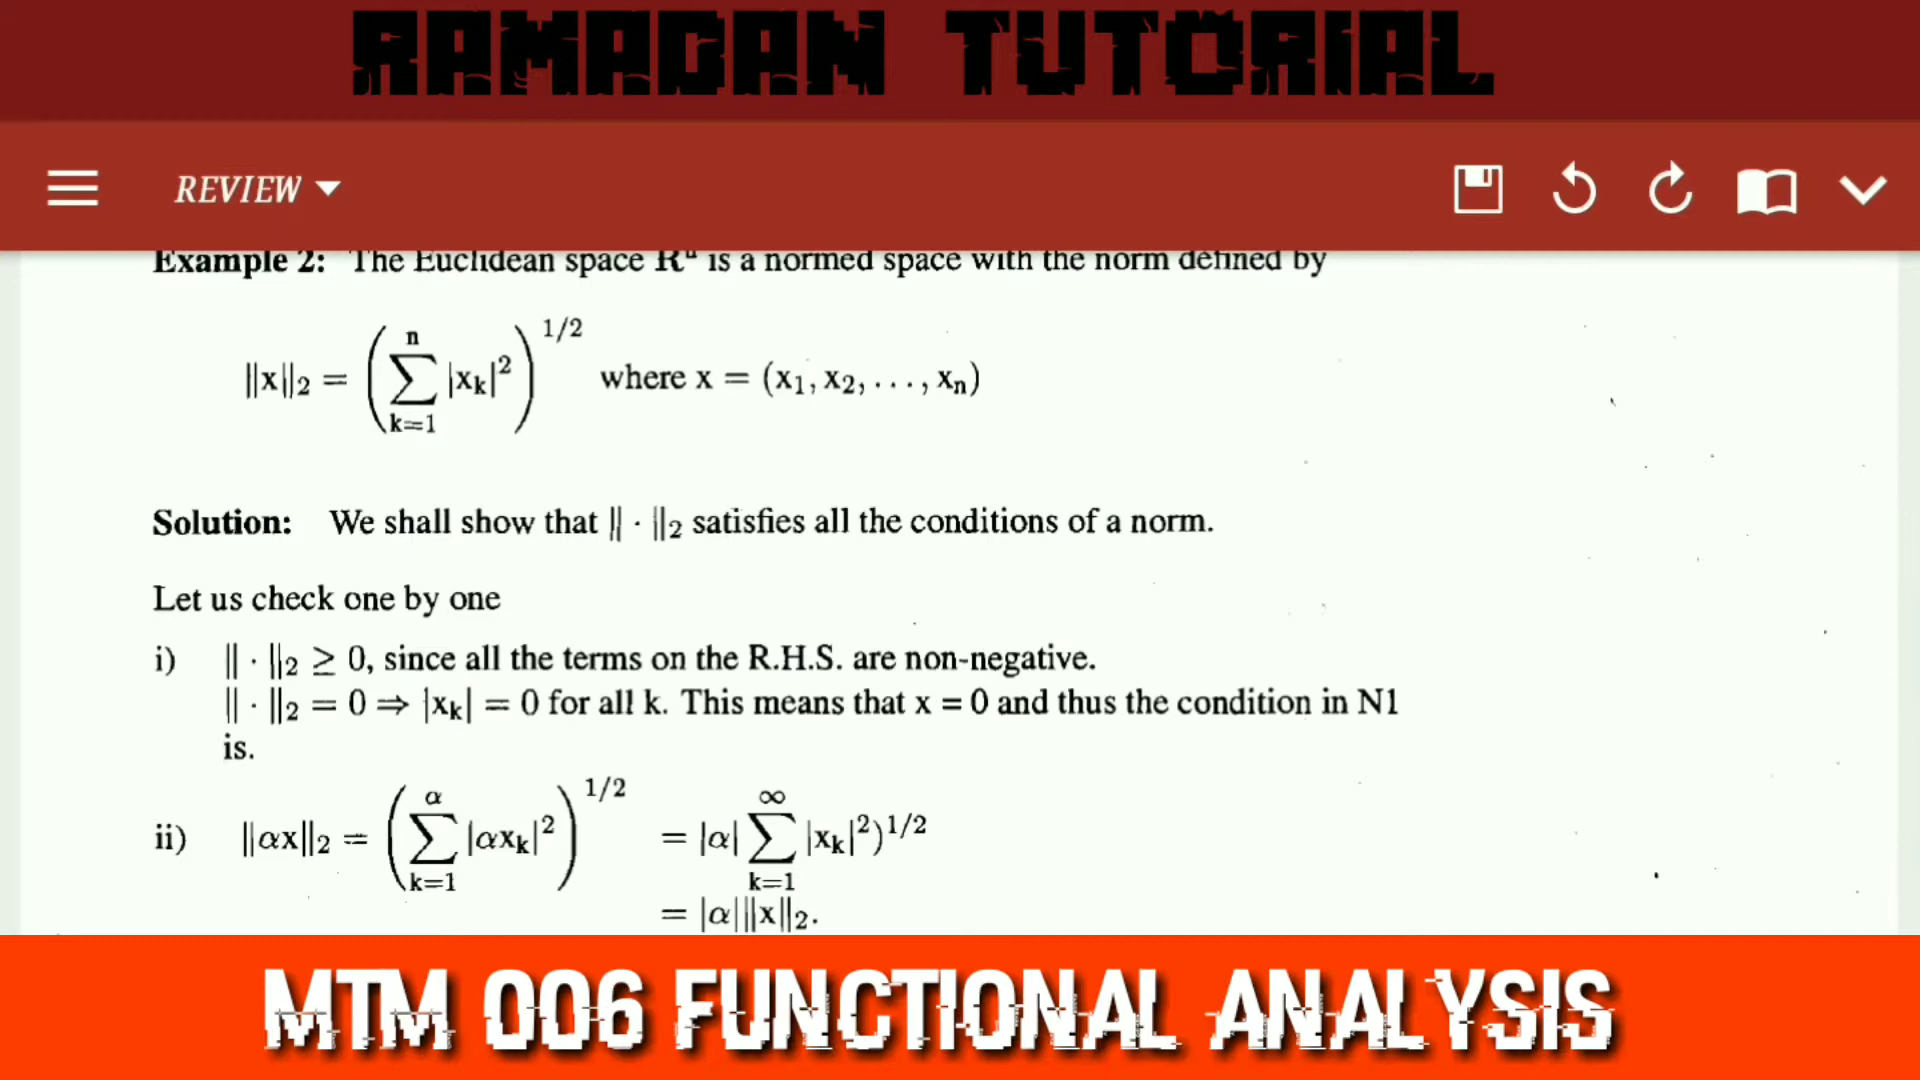 RAMADAN TUTORIAL
REVIEW
Example 2: The Euclidean space Rⁿ is a normed space with the norm defined by
||x||₂ = (∑ₖ₌₁ⁿ |xₖ|²)^1/2 where x = (x₁, x₂, . . . , xₙ)
Solution: We shall show that || · ||₂ satisfies all the conditions of a norm.
Let us check one by one
i) || · ||₂ ≥ 0, since all the terms on the R.H.S. are non-negative.
|| · ||₂ = 0 ⇒ |xₖ| = 0 for all k. This means that x = 0 and thus the condition in N1
is.
ii) ||αx||₂ = (∑ₖ₌₁^α |αxₖ|²)^1/2 = |α| ∑ₖ₌₁^∞ |xₖ|²)^1/2
= |α| ||x||₂.
MTM 006 FUNCTIONAL ANALYSIS